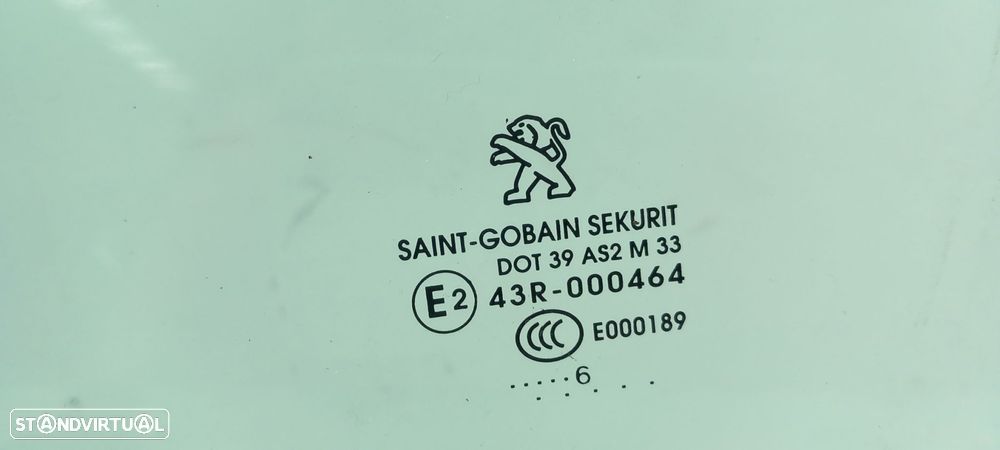 SAINT-GOBAIN SEKURIT
DOT 39 AS2 M 33
E2 43R-000464
CCC E000189
.....6
STANDVIRTUAL